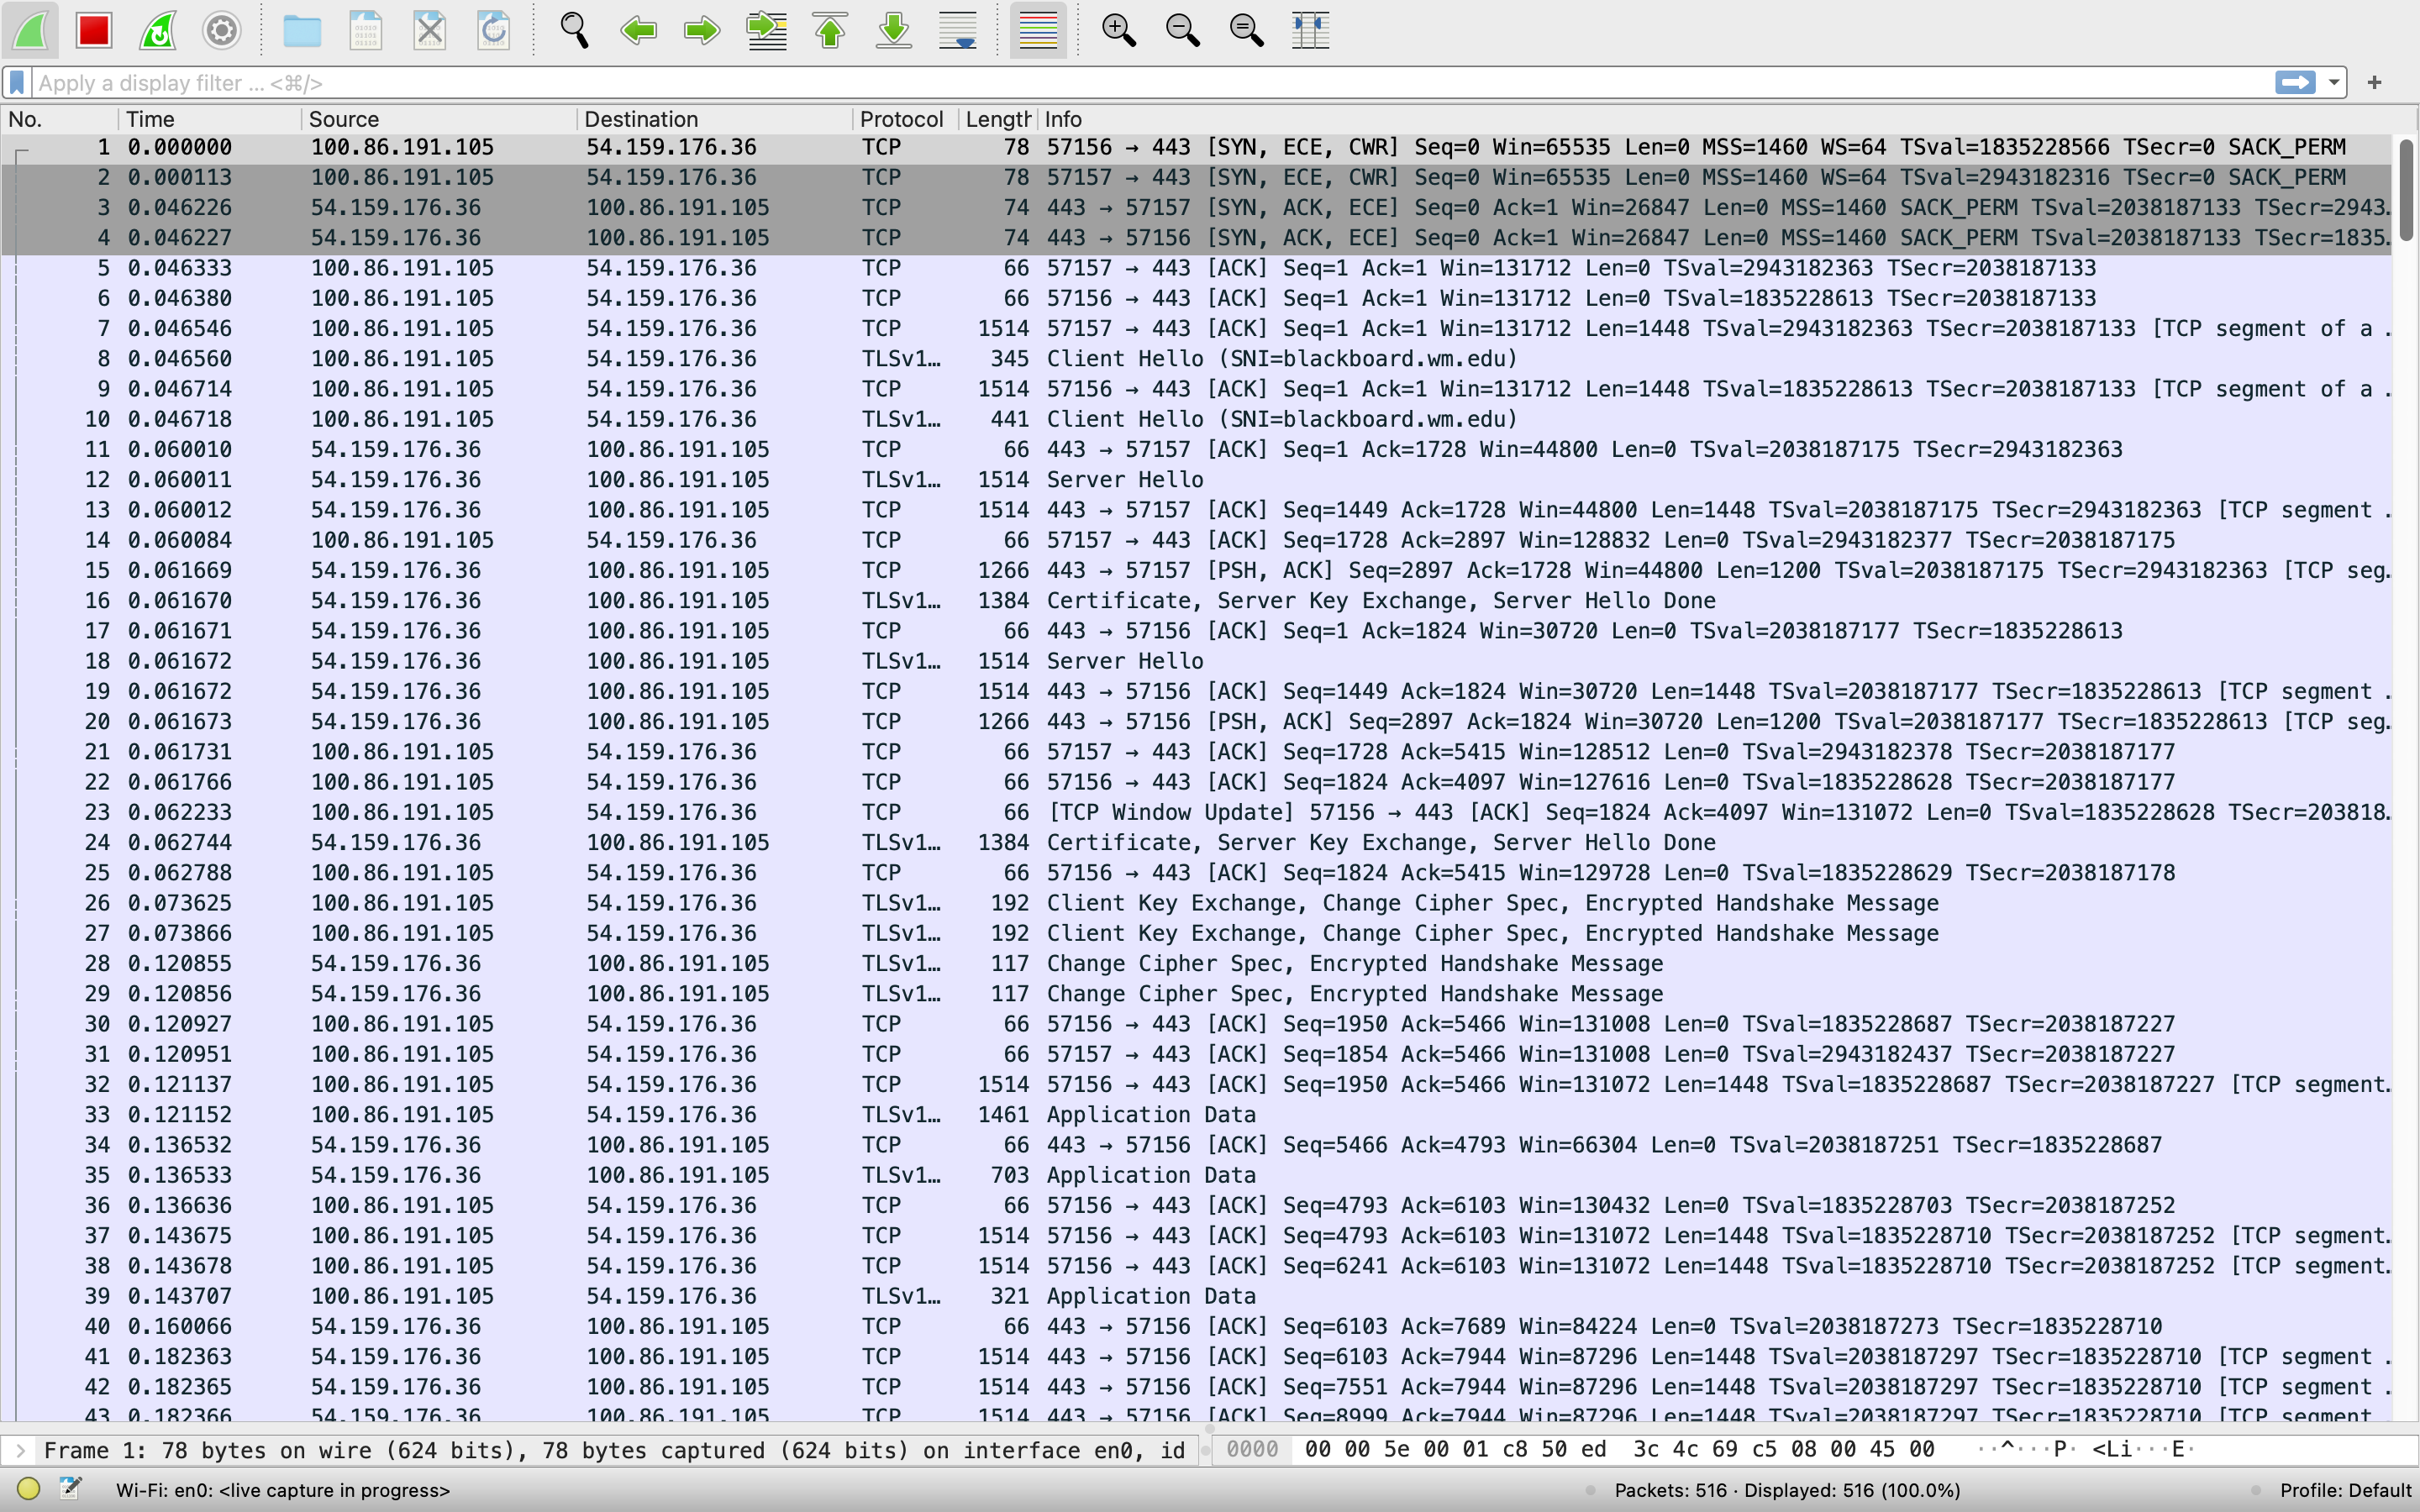 Apply a display filter ... <⌘/>
No. Time Source Destination Protocol Length Info
1 0.000000 100.86.191.105 54.159.176.36 TCP 78 57156 → 443 [SYN, ECE, CWR] Seq=0 Win=65535 Len=0 MSS=1460 WS=64 TSval=1835228566 TSecr=0 SACK_PERM
2 0.000113 100.86.191.105 54.159.176.36 TCP 78 57157 → 443 [SYN, ECE, CWR] Seq=0 Win=65535 Len=0 MSS=1460 WS=64 TSval=2943182316 TSecr=0 SACK_PERM
3 0.046226 54.159.176.36 100.86.191.105 TCP 74 443 → 57157 [SYN, ACK, ECE] Seq=0 Ack=1 Win=26847 Len=0 MSS=1460 SACK_PERM TSval=2038187133 TSecr=2943…
4 0.046227 54.159.176.36 100.86.191.105 TCP 74 443 → 57156 [SYN, ACK, ECE] Seq=0 Ack=1 Win=26847 Len=0 MSS=1460 SACK_PERM TSval=2038187133 TSecr=1835…
5 0.046333 100.86.191.105 54.159.176.36 TCP 66 57157 → 443 [ACK] Seq=1 Ack=1 Win=131712 Len=0 TSval=2943182363 TSecr=2038187133
6 0.046380 100.86.191.105 54.159.176.36 TCP 66 57156 → 443 [ACK] Seq=1 Ack=1 Win=131712 Len=0 TSval=1835228613 TSecr=2038187133
7 0.046546 100.86.191.105 54.159.176.36 TCP 1514 57157 → 443 [ACK] Seq=1 Ack=1 Win=131712 Len=1448 TSval=2943182363 TSecr=2038187133 [TCP segment of a …
8 0.046560 100.86.191.105 54.159.176.36 TLSv1… 345 Client Hello (SNI=blackboard.wm.edu)
9 0.046714 100.86.191.105 54.159.176.36 TCP 1514 57156 → 443 [ACK] Seq=1 Ack=1 Win=131712 Len=1448 TSval=1835228613 TSecr=2038187133 [TCP segment of a …
10 0.046718 100.86.191.105 54.159.176.36 TLSv1… 441 Client Hello (SNI=blackboard.wm.edu)
11 0.060010 54.159.176.36 100.86.191.105 TCP 66 443 → 57157 [ACK] Seq=1 Ack=1728 Win=44800 Len=0 TSval=2038187175 TSecr=2943182363
12 0.060011 54.159.176.36 100.86.191.105 TLSv1… 1514 Server Hello
13 0.060012 54.159.176.36 100.86.191.105 TCP 1514 443 → 57157 [ACK] Seq=1449 Ack=1728 Win=44800 Len=1448 TSval=2038187175 TSecr=2943182363 [TCP segment …
14 0.060084 100.86.191.105 54.159.176.36 TCP 66 57157 → 443 [ACK] Seq=1728 Ack=2897 Win=128832 Len=0 TSval=2943182377 TSecr=2038187175
15 0.061669 54.159.176.36 100.86.191.105 TCP 1266 443 → 57157 [PSH, ACK] Seq=2897 Ack=1728 Win=44800 Len=1200 TSval=2038187175 TSecr=2943182363 [TCP seg…
16 0.061670 54.159.176.36 100.86.191.105 TLSv1… 1384 Certificate, Server Key Exchange, Server Hello Done
17 0.061671 54.159.176.36 100.86.191.105 TCP 66 443 → 57156 [ACK] Seq=1 Ack=1824 Win=30720 Len=0 TSval=2038187177 TSecr=1835228613
18 0.061672 54.159.176.36 100.86.191.105 TLSv1… 1514 Server Hello
19 0.061672 54.159.176.36 100.86.191.105 TCP 1514 443 → 57156 [ACK] Seq=1449 Ack=1824 Win=30720 Len=1448 TSval=2038187177 TSecr=1835228613 [TCP segment …
20 0.061673 54.159.176.36 100.86.191.105 TCP 1266 443 → 57156 [PSH, ACK] Seq=2897 Ack=1824 Win=30720 Len=1200 TSval=2038187177 TSecr=1835228613 [TCP seg…
21 0.061731 100.86.191.105 54.159.176.36 TCP 66 57157 → 443 [ACK] Seq=1728 Ack=5415 Win=128512 Len=0 TSval=2943182378 TSecr=2038187177
22 0.061766 100.86.191.105 54.159.176.36 TCP 66 57156 → 443 [ACK] Seq=1824 Ack=4097 Win=127616 Len=0 TSval=1835228628 TSecr=2038187177
23 0.062233 100.86.191.105 54.159.176.36 TCP 66 [TCP Window Update] 57156 → 443 [ACK] Seq=1824 Ack=4097 Win=131072 Len=0 TSval=1835228628 TSecr=203818…
24 0.062744 54.159.176.36 100.86.191.105 TLSv1… 1384 Certificate, Server Key Exchange, Server Hello Done
25 0.062788 100.86.191.105 54.159.176.36 TCP 66 57156 → 443 [ACK] Seq=1824 Ack=5415 Win=129728 Len=0 TSval=1835228629 TSecr=2038187178
26 0.073625 100.86.191.105 54.159.176.36 TLSv1… 192 Client Key Exchange, Change Cipher Spec, Encrypted Handshake Message
27 0.073866 100.86.191.105 54.159.176.36 TLSv1… 192 Client Key Exchange, Change Cipher Spec, Encrypted Handshake Message
28 0.120855 54.159.176.36 100.86.191.105 TLSv1… 117 Change Cipher Spec, Encrypted Handshake Message
29 0.120856 54.159.176.36 100.86.191.105 TLSv1… 117 Change Cipher Spec, Encrypted Handshake Message
30 0.120927 100.86.191.105 54.159.176.36 TCP 66 57156 → 443 [ACK] Seq=1950 Ack=5466 Win=131008 Len=0 TSval=1835228687 TSecr=2038187227
31 0.120951 100.86.191.105 54.159.176.36 TCP 66 57157 → 443 [ACK] Seq=1854 Ack=5466 Win=131008 Len=0 TSval=2943182437 TSecr=2038187227
32 0.121137 100.86.191.105 54.159.176.36 TCP 1514 57156 → 443 [ACK] Seq=1950 Ack=5466 Win=131072 Len=1448 TSval=1835228687 TSecr=2038187227 [TCP segment…
33 0.121152 100.86.191.105 54.159.176.36 TLSv1… 1461 Application Data
34 0.136532 54.159.176.36 100.86.191.105 TCP 66 443 → 57156 [ACK] Seq=5466 Ack=4793 Win=66304 Len=0 TSval=2038187251 TSecr=1835228687
35 0.136533 54.159.176.36 100.86.191.105 TLSv1… 703 Application Data
36 0.136636 100.86.191.105 54.159.176.36 TCP 66 57156 → 443 [ACK] Seq=4793 Ack=6103 Win=130432 Len=0 TSval=1835228703 TSecr=2038187252
37 0.143675 100.86.191.105 54.159.176.36 TCP 1514 57156 → 443 [ACK] Seq=4793 Ack=6103 Win=131072 Len=1448 TSval=1835228710 TSecr=2038187252 [TCP segment…
38 0.143678 100.86.191.105 54.159.176.36 TCP 1514 57156 → 443 [ACK] Seq=6241 Ack=6103 Win=131072 Len=1448 TSval=1835228710 TSecr=2038187252 [TCP segment…
39 0.143707 100.86.191.105 54.159.176.36 TLSv1… 321 Application Data
40 0.160066 54.159.176.36 100.86.191.105 TCP 66 443 → 57156 [ACK] Seq=6103 Ack=7689 Win=84224 Len=0 TSval=2038187273 TSecr=1835228710
41 0.182363 54.159.176.36 100.86.191.105 TCP 1514 443 → 57156 [ACK] Seq=6103 Ack=7944 Win=87296 Len=1448 TSval=2038187297 TSecr=1835228710 [TCP segment …
42 0.182365 54.159.176.36 100.86.191.105 TCP 1514 443 → 57156 [ACK] Seq=7551 Ack=7944 Win=87296 Len=1448 TSval=2038187297 TSecr=1835228710 [TCP segment …
43 0.182366 54.159.176.36 100.86.191.105 TCP 1514 443 → 57156 [ACK] Seq=8999 Ack=7944 Win=87296 Len=1448 TSval=2038187297 TSecr=1835228710 [TCP segment …
Frame 1: 78 bytes on wire (624 bits), 78 bytes captured (624 bits) on interface en0, id
0000 00 00 5e 00 01 c8 50 ed 3c 4c 69 c5 08 00 45 00 ··^···P· <Li···E·
Wi-Fi: en0: <live capture in progress> Packets: 516 · Displayed: 516 (100.0%) Profile: Default